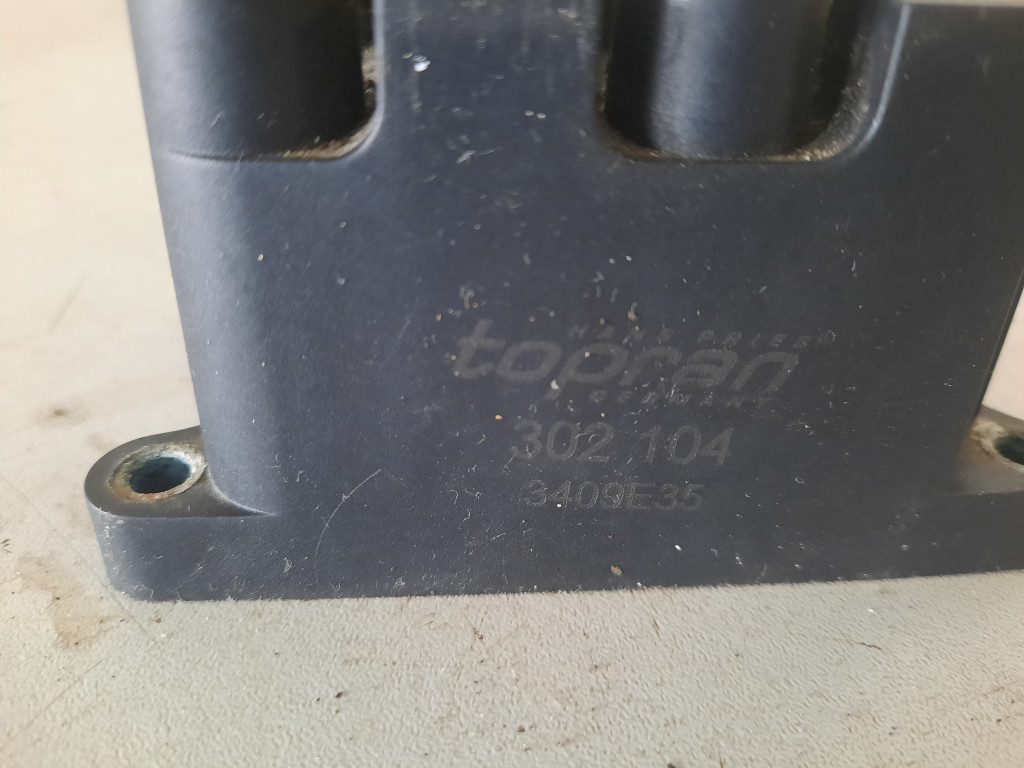 HANS PRIES
topran
GERMANY
302 104
3409E35